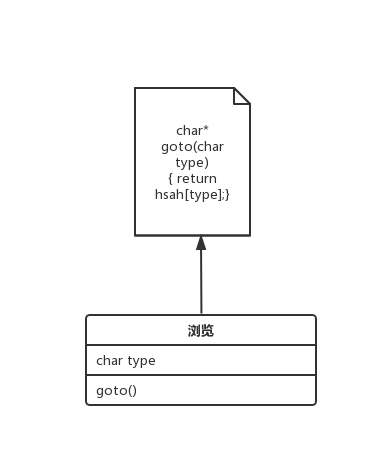 char*
goto(char
type)
{ return
hsah[type];}
浏览
char type
goto()